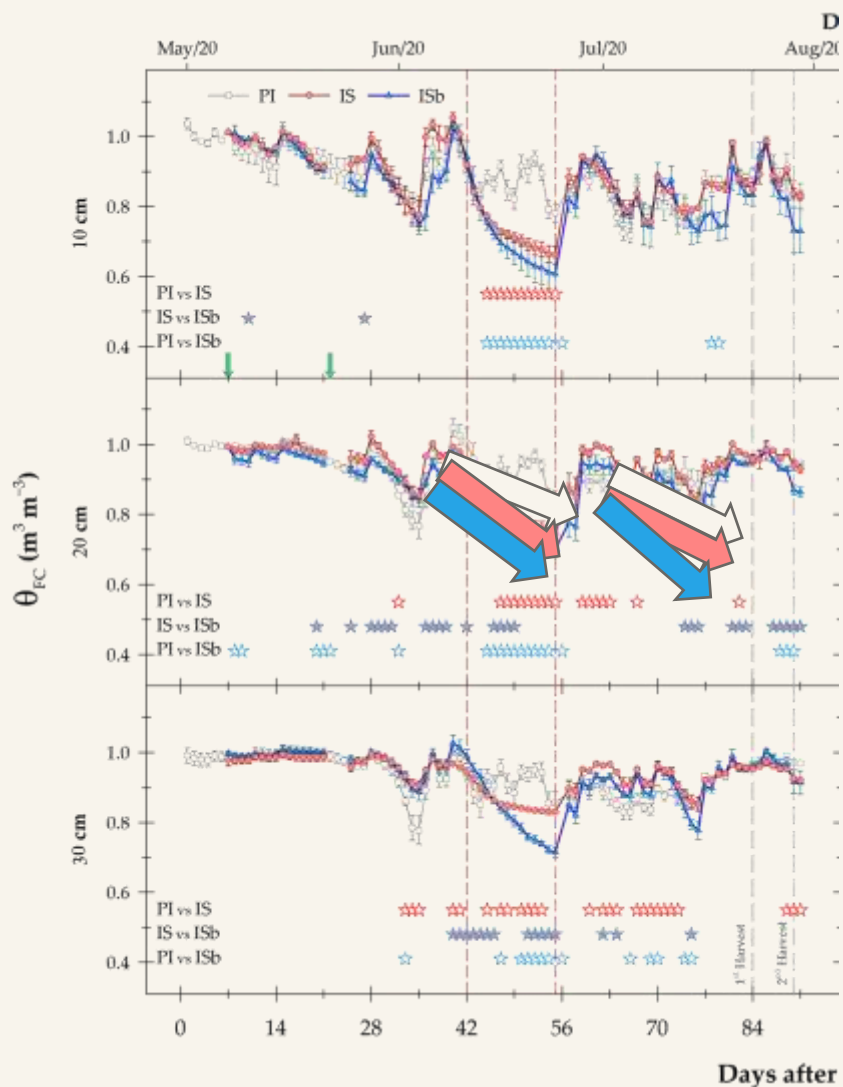 D
May/20 Jun/20 Jul/20 Aug/20
PI IS ISb
1.0
0.8
10 cm
0.6
PI vs IS
IS vs ISb
PI vs ISb
0.4
1.0
0.8
20 cm
θFC (m³ m⁻³)
0.6
PI vs IS
IS vs ISb
PI vs ISb
0.4
1.0
0.8
30 cm
0.6
PI vs IS
IS vs ISb
PI vs ISb
0.4
1st Harvest
2nd Harvest
0 14 28 42 56 70 84
Days after